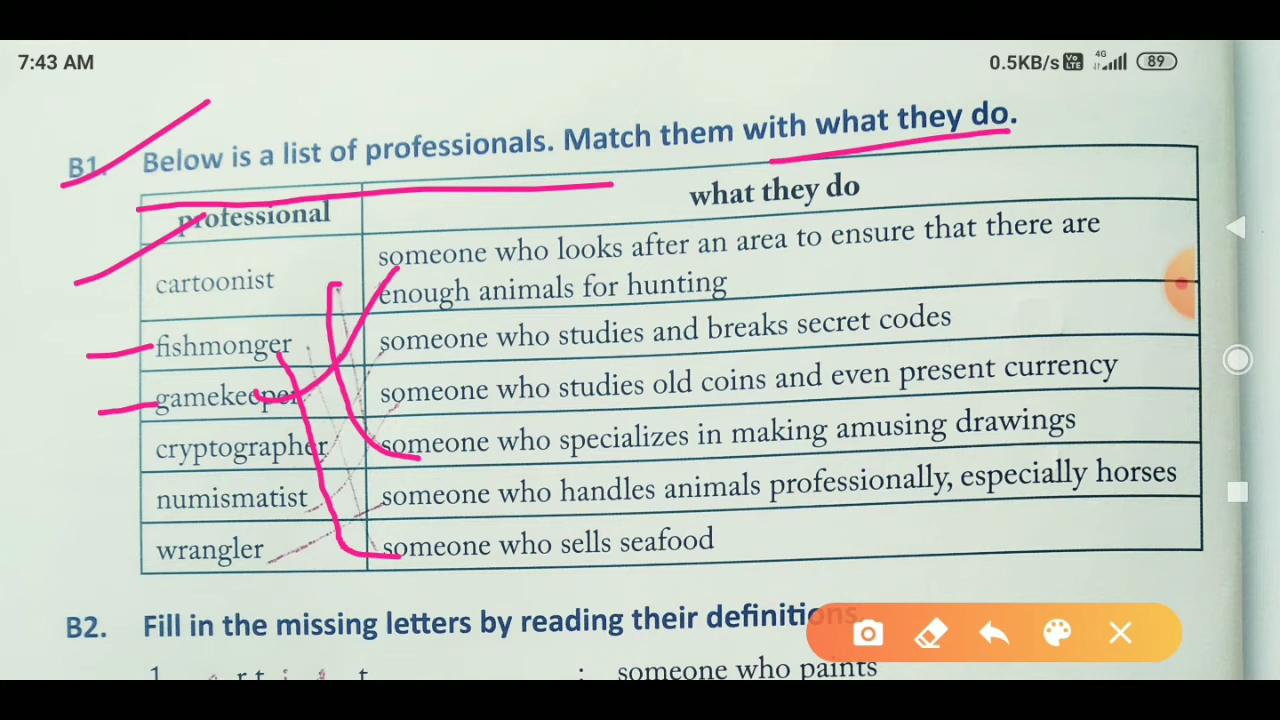 7:43 AM
0.5KB/s Vo LTE 4G 89
B1. Below is a list of professionals. Match them with what they do.
professional
what they do
cartoonist
someone who looks after an area to ensure that there are
enough animals for hunting
fishmonger
someone who studies and breaks secret codes
gamekeeper
someone who studies old coins and even present currency
cryptographer
someone who specializes in making amusing drawings
numismatist
someone who handles animals professionally, especially horses
wrangler
someone who sells seafood
B2. Fill in the missing letters by reading their definitions.
1. : someone who paints